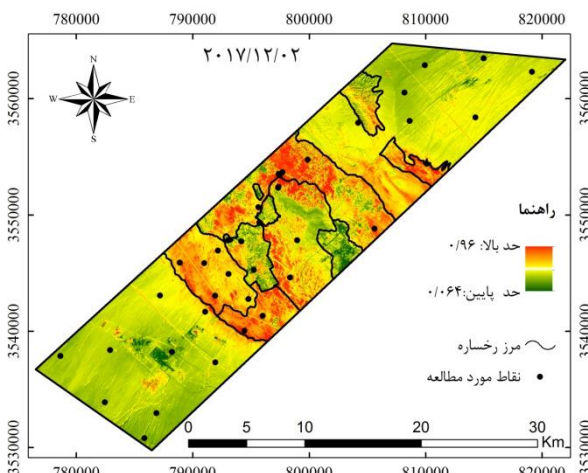 780000 790000 800000 810000 820000
۲۰۱۷/۱۲/۰۲
N
W E
S
3560000 3560000
3550000 3550000
3540000 3540000
3530000 3530000
راهنما
حد بالا: ۰/۹۶
حد پایین: ۰/۰۶۴
مرز رخساره
نقاط مورد مطالعه
0 5 10 20 30
Km
780000 790000 800000 810000 820000